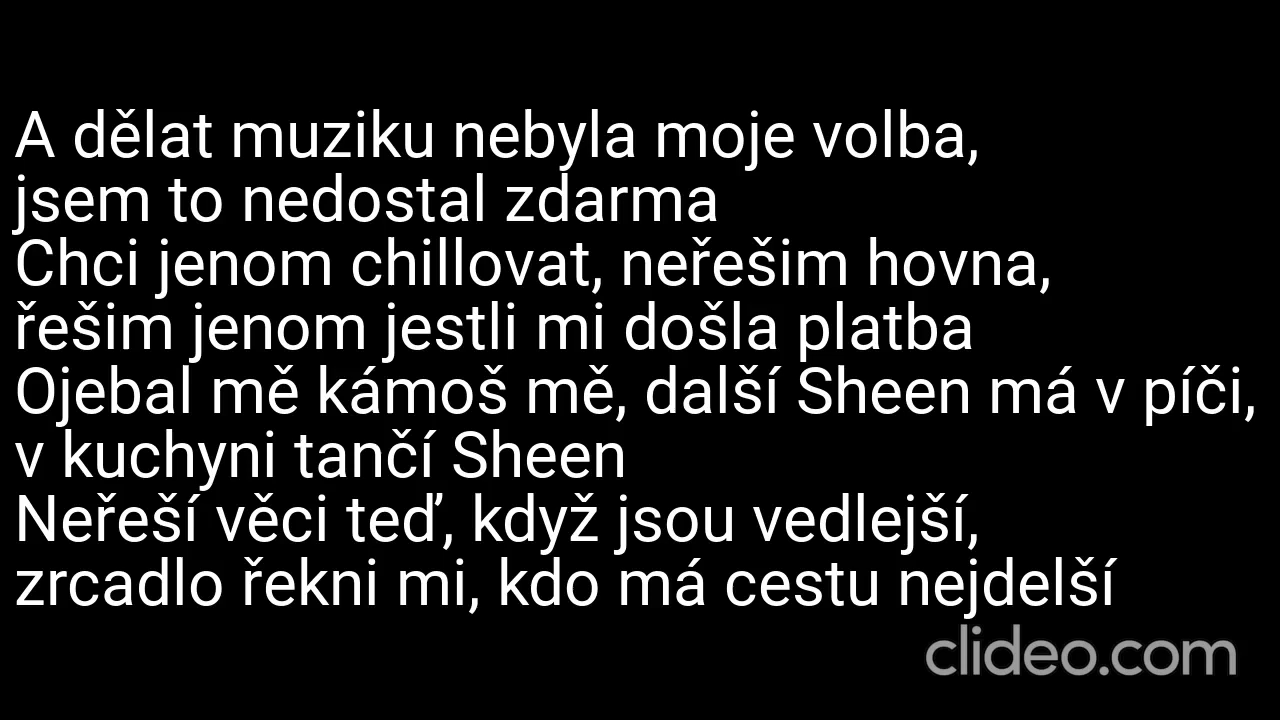 A dělat muziku nebyla moje volba,
jsem to nedostal zdarma
Chci jenom chillovat, neřešim hovna,
řešim jenom jestli mi došla platba
Ojebal mě kámoš mě, další Sheen má v píči,
v kuchyni tančí Sheen
Neřeší věci teď, když jsou vedlejší,
zrcadlo řekni mi, kdo má cestu nejdelší
clideo.com